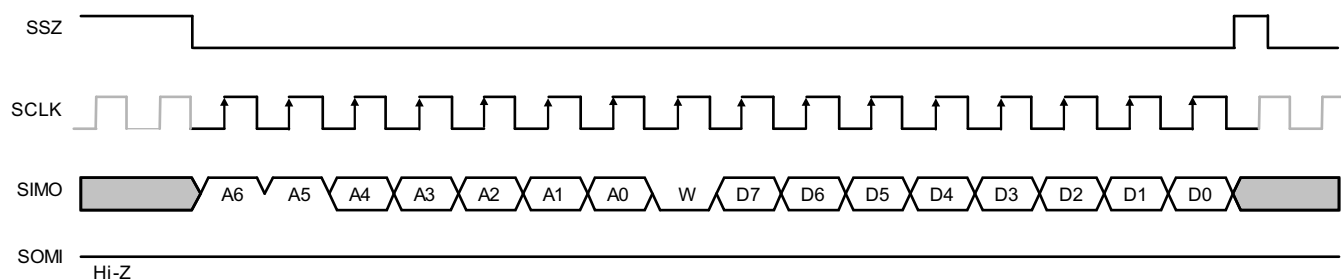 SSZ
SCLK
SIMO A6 A5 A4 A3 A2 A1 A0 W D7 D6 D5 D4 D3 D2 D1 D0
SOMI
Hi-Z